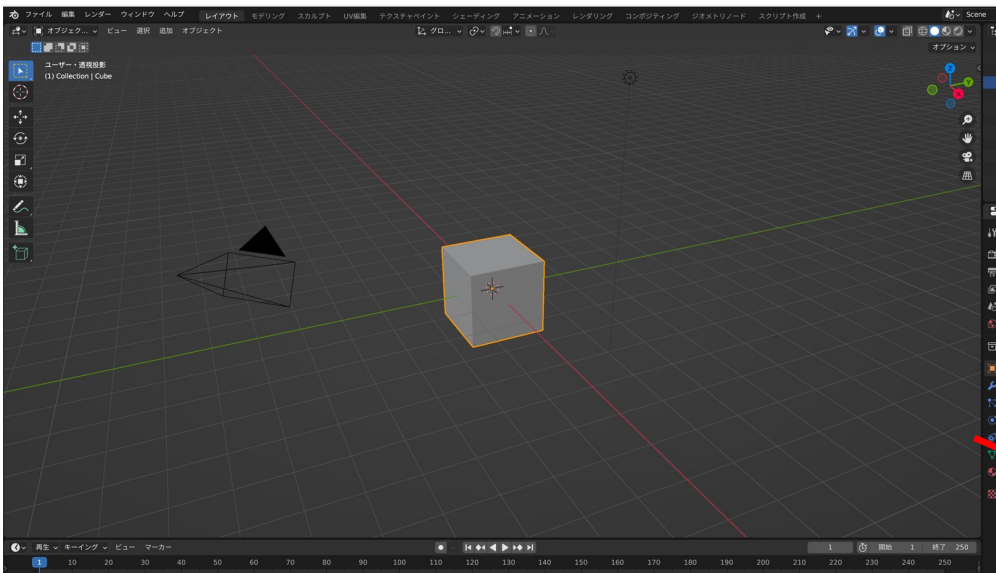 ファイル 編集 レンダー ウィンドウ ヘルプ レイアウト モデリング スカルプト UV編集 テクスチャペイント シェーディング アニメーション レンダリング コンポジティング ジオメトリノード スクリプト作成 + Scene
オブジェク... ビュー 選択 追加 オブジェクト グロ...
オプション
ユーザー・透視投影
(1) Collection | Cube
Z
Y
X
再生 キーイング ビュー マーカー 1 開始 1 終了 250
1 10 20 30 40 50 60 70 80 90 100 110 120 130 140 150 160 170 180 190 200 210 220 230 240 250